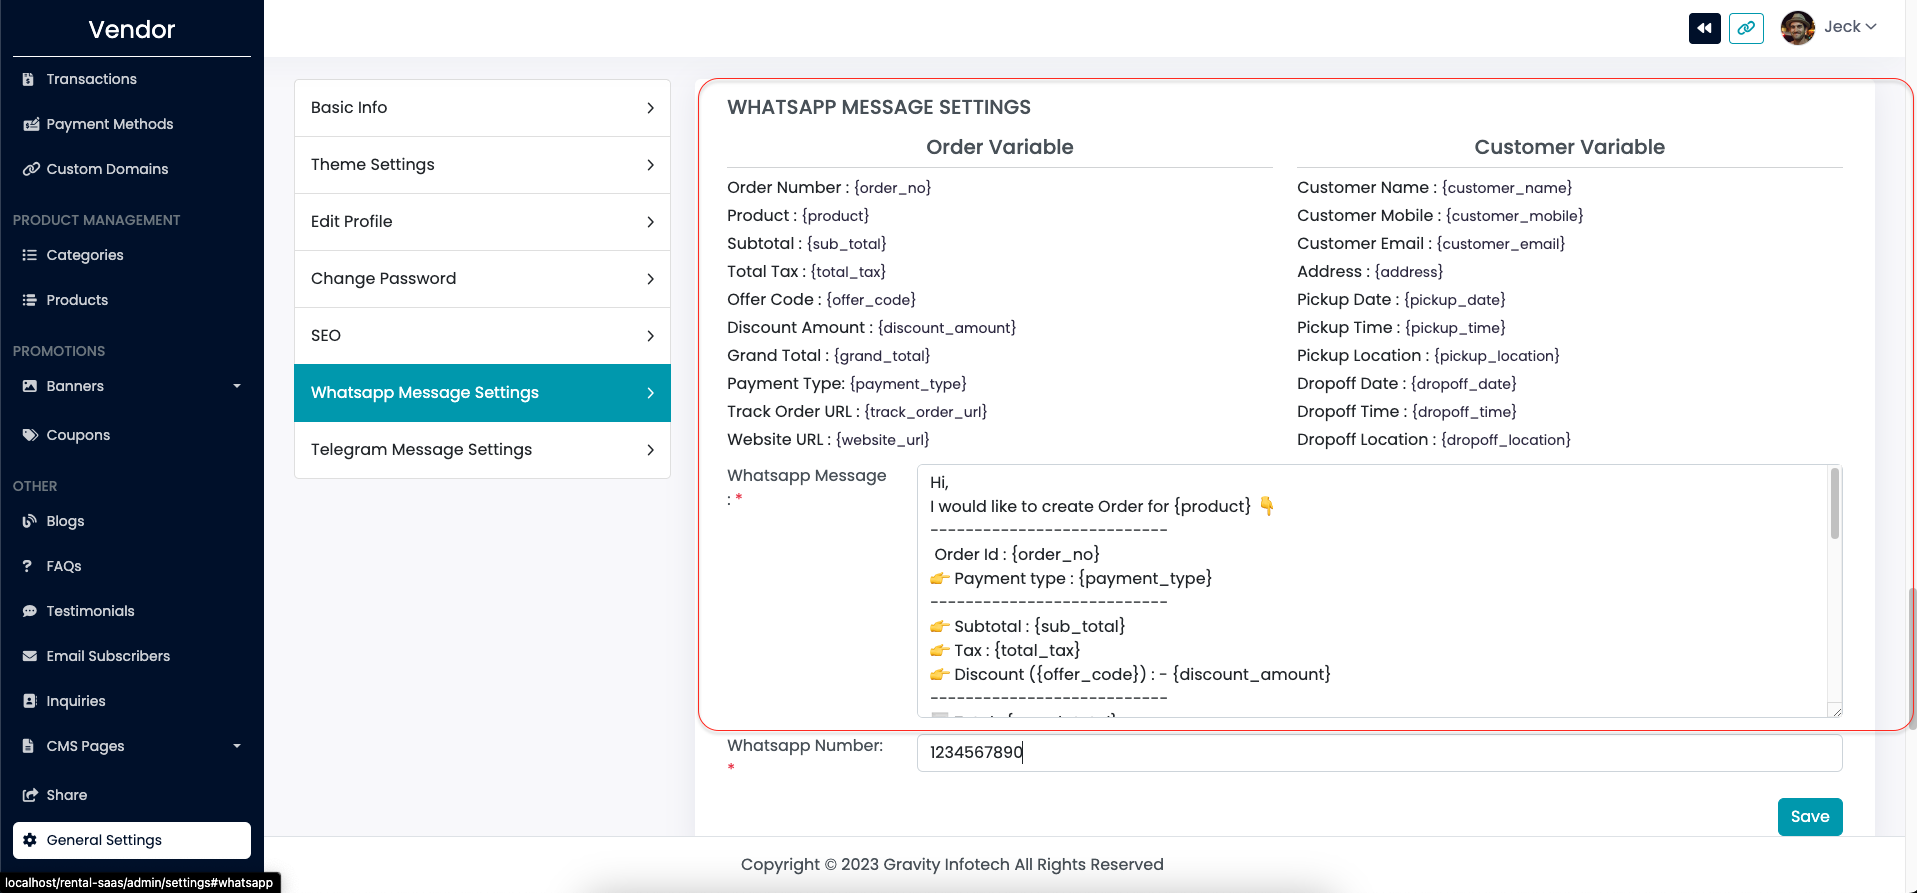 Vendor
Transactions
Payment Methods
Custom Domains
PRODUCT MANAGEMENT
Categories
Products
PROMOTIONS
Banners
Coupons
OTHER
Blogs
FAQs
Testimonials
Email Subscribers
Inquiries
CMS Pages
Share
General Settings
localhost/rental-saas/admin/settings#whatsapp
Jeck
Basic Info
Theme Settings
Edit Profile
Change Password
SEO
Whatsapp Message Settings
Telegram Message Settings
WHATSAPP MESSAGE SETTINGS
Order Variable
Order Number : {order_no}
Product : {product}
Subtotal : {sub_total}
Total Tax : {total_tax}
Offer Code : {offer_code}
Discount Amount : {discount_amount}
Grand Total : {grand_total}
Payment Type: {payment_type}
Track Order URL : {track_order_url}
Website URL : {website_url}
Customer Variable
Customer Name : {customer_name}
Customer Mobile : {customer_mobile}
Customer Email : {customer_email}
Address : {address}
Pickup Date : {pickup_date}
Pickup Time : {pickup_time}
Pickup Location : {pickup_location}
Dropoff Date : {dropoff_date}
Dropoff Time : {dropoff_time}
Dropoff Location : {dropoff_location}
Whatsapp Message
: *
Hi,
I would like to create Order for {product} 👇
---------------------------
Order Id : {order_no}
👉 Payment type : {payment_type}
---------------------------
👉 Subtotal : {sub_total}
👉 Tax : {total_tax}
👉 Discount ({offer_code}) : - {discount_amount}
---------------------------
Whatsapp Number:
*
1234567890
Save
Copyright © 2023 Gravity Infotech All Rights Reserved